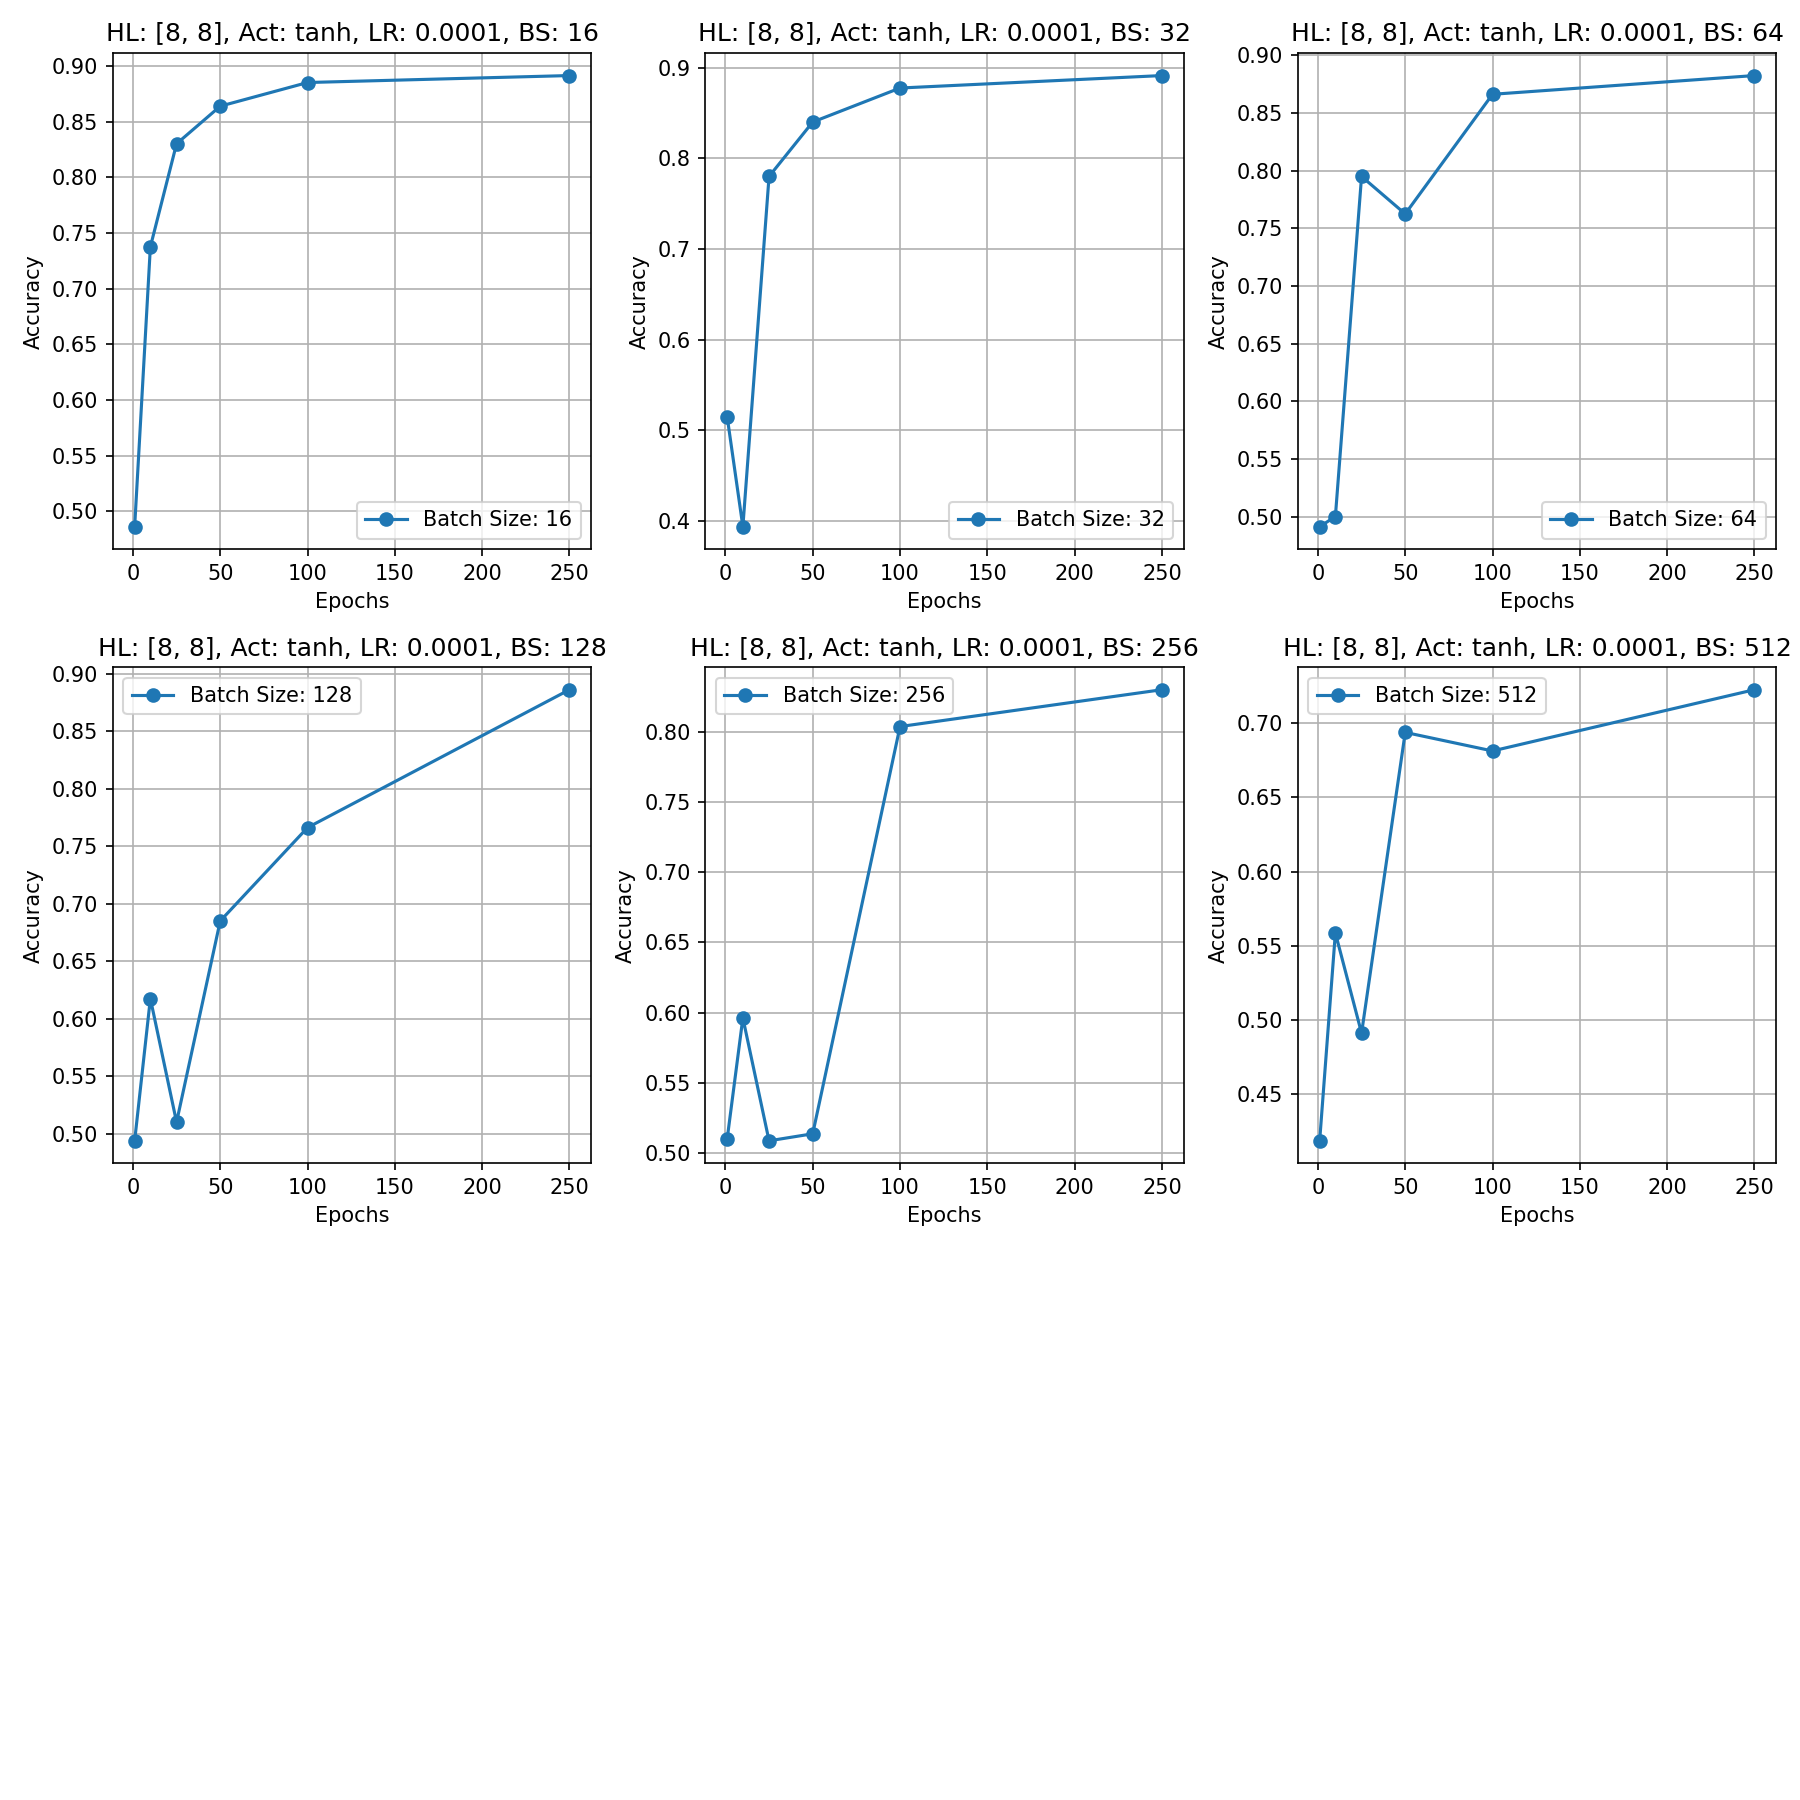 HL: [8, 8], Act: tanh, LR: 0.0001, BS: 16
0.90
0.85
0.80
0.75
0.70
0.65
0.60
0.55
0.50
Accuracy
Batch Size: 16
0 50 100 150 200 250
Epochs
HL: [8, 8], Act: tanh, LR: 0.0001, BS: 32
0.9
0.8
0.7
0.6
0.5
0.4
Accuracy
Batch Size: 32
0 50 100 150 200 250
Epochs
HL: [8, 8], Act: tanh, LR: 0.0001, BS: 64
0.90
0.85
0.80
0.75
0.70
0.65
0.60
0.55
0.50
Accuracy
Batch Size: 64
0 50 100 150 200 250
Epochs
HL: [8, 8], Act: tanh, LR: 0.0001, BS: 128
0.90
0.85
0.80
0.75
0.70
0.65
0.60
0.55
0.50
Accuracy
Batch Size: 128
0 50 100 150 200 250
Epochs
HL: [8, 8], Act: tanh, LR: 0.0001, BS: 256
0.80
0.75
0.70
0.65
0.60
0.55
0.50
Accuracy
Batch Size: 256
0 50 100 150 200 250
Epochs
HL: [8, 8], Act: tanh, LR: 0.0001, BS: 512
0.70
0.65
0.60
0.55
0.50
0.45
Accuracy
Batch Size: 512
0 50 100 150 200 250
Epochs